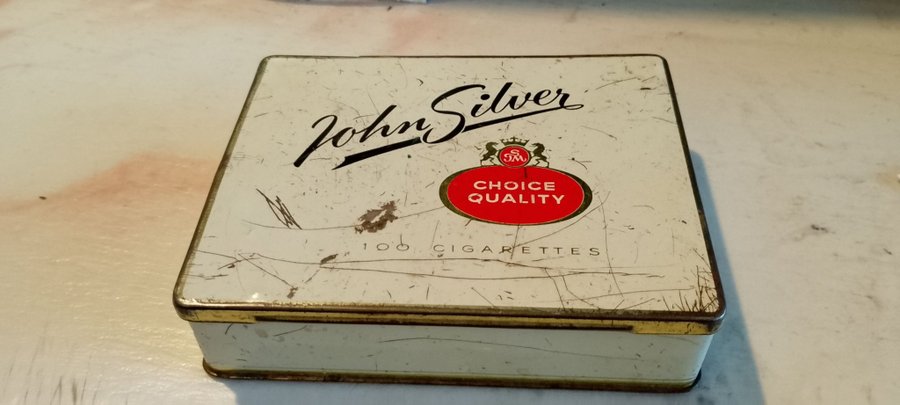 John Silver
CHOICE
QUALITY
100 CIGARETTES